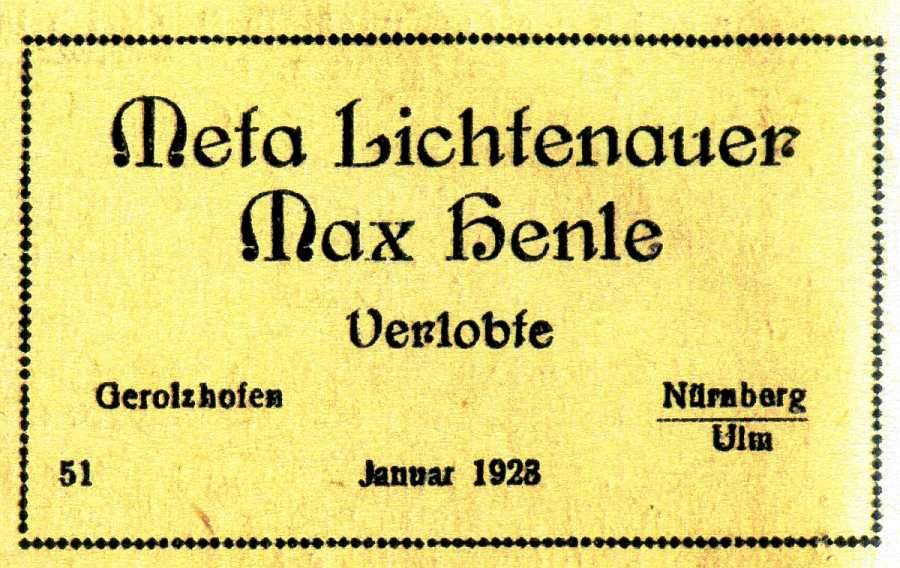 Meta Lichtenauer
Max Henle
Verlobte
Gerolzhofen
Nürnberg
Ulm
51
Januar 1928